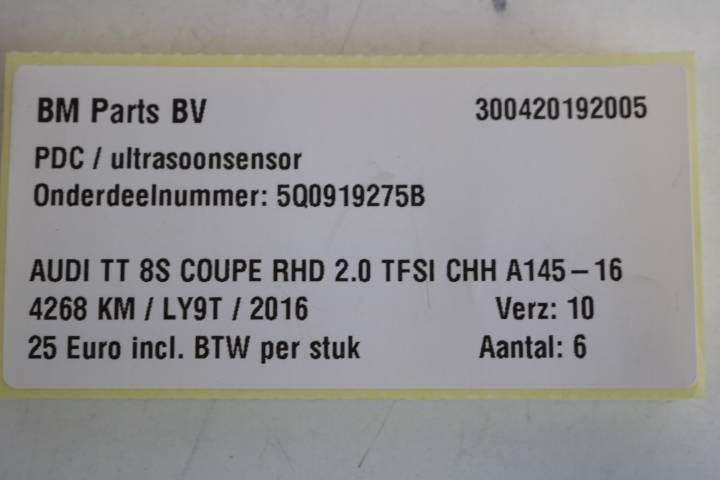 BM Parts BV 300420192005
PDC / ultrasoonsensor
Onderdeelnummer: 5Q0919275B
AUDI TT 8S COUPE RHD 2.0 TFSI CHH A145-16
4268 KM / LY9T / 2016 Verz: 10
25 Euro incl. BTW per stuk Aantal: 6